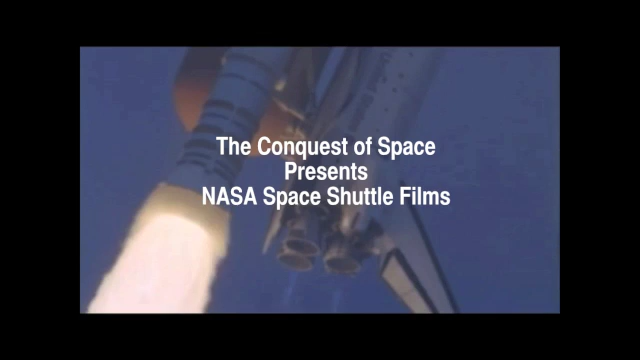 The Conquest of Space
Presents
NASA Space Shuttle Films